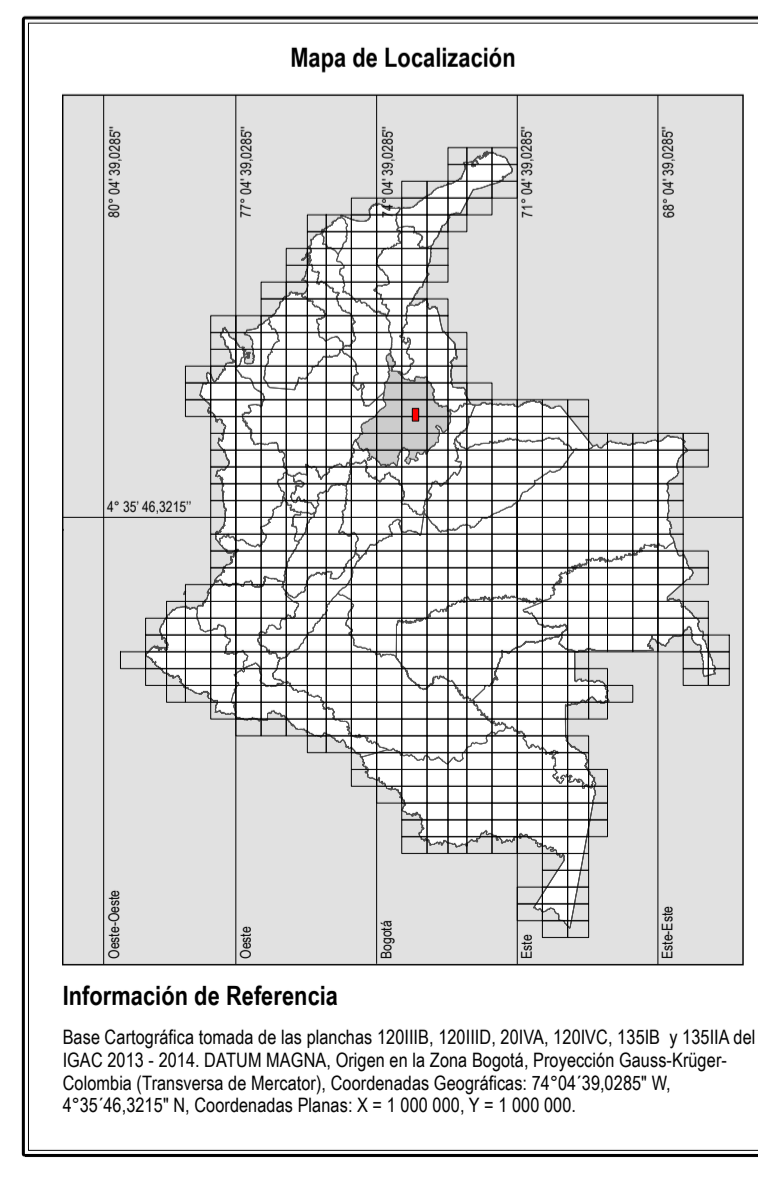 Mapa de Localización
80° 04' 39,0285"
77° 04' 39,0285"
74° 04' 39,0285"
71° 04' 39,0285"
68° 04' 39,0285"
4° 35' 46,3215"
Oeste-Oeste
Oeste
Bogotá
Este
Este-Este
Información de Referencia
Base Cartográfica tomada de las planchas 120IIIB, 120IIID, 20IVA, 120IVC, 135IB y 135IIA del
IGAC 2013 - 2014. DATUM MAGNA, Origen en la Zona Bogotá, Proyección Gauss-Krüger-
Colombia (Transversa de Mercator), Coordenadas Geográficas: 74°04´39,0285" W,
4°35´46,3215" N, Coordenadas Planas: X = 1 000 000, Y = 1 000 000.